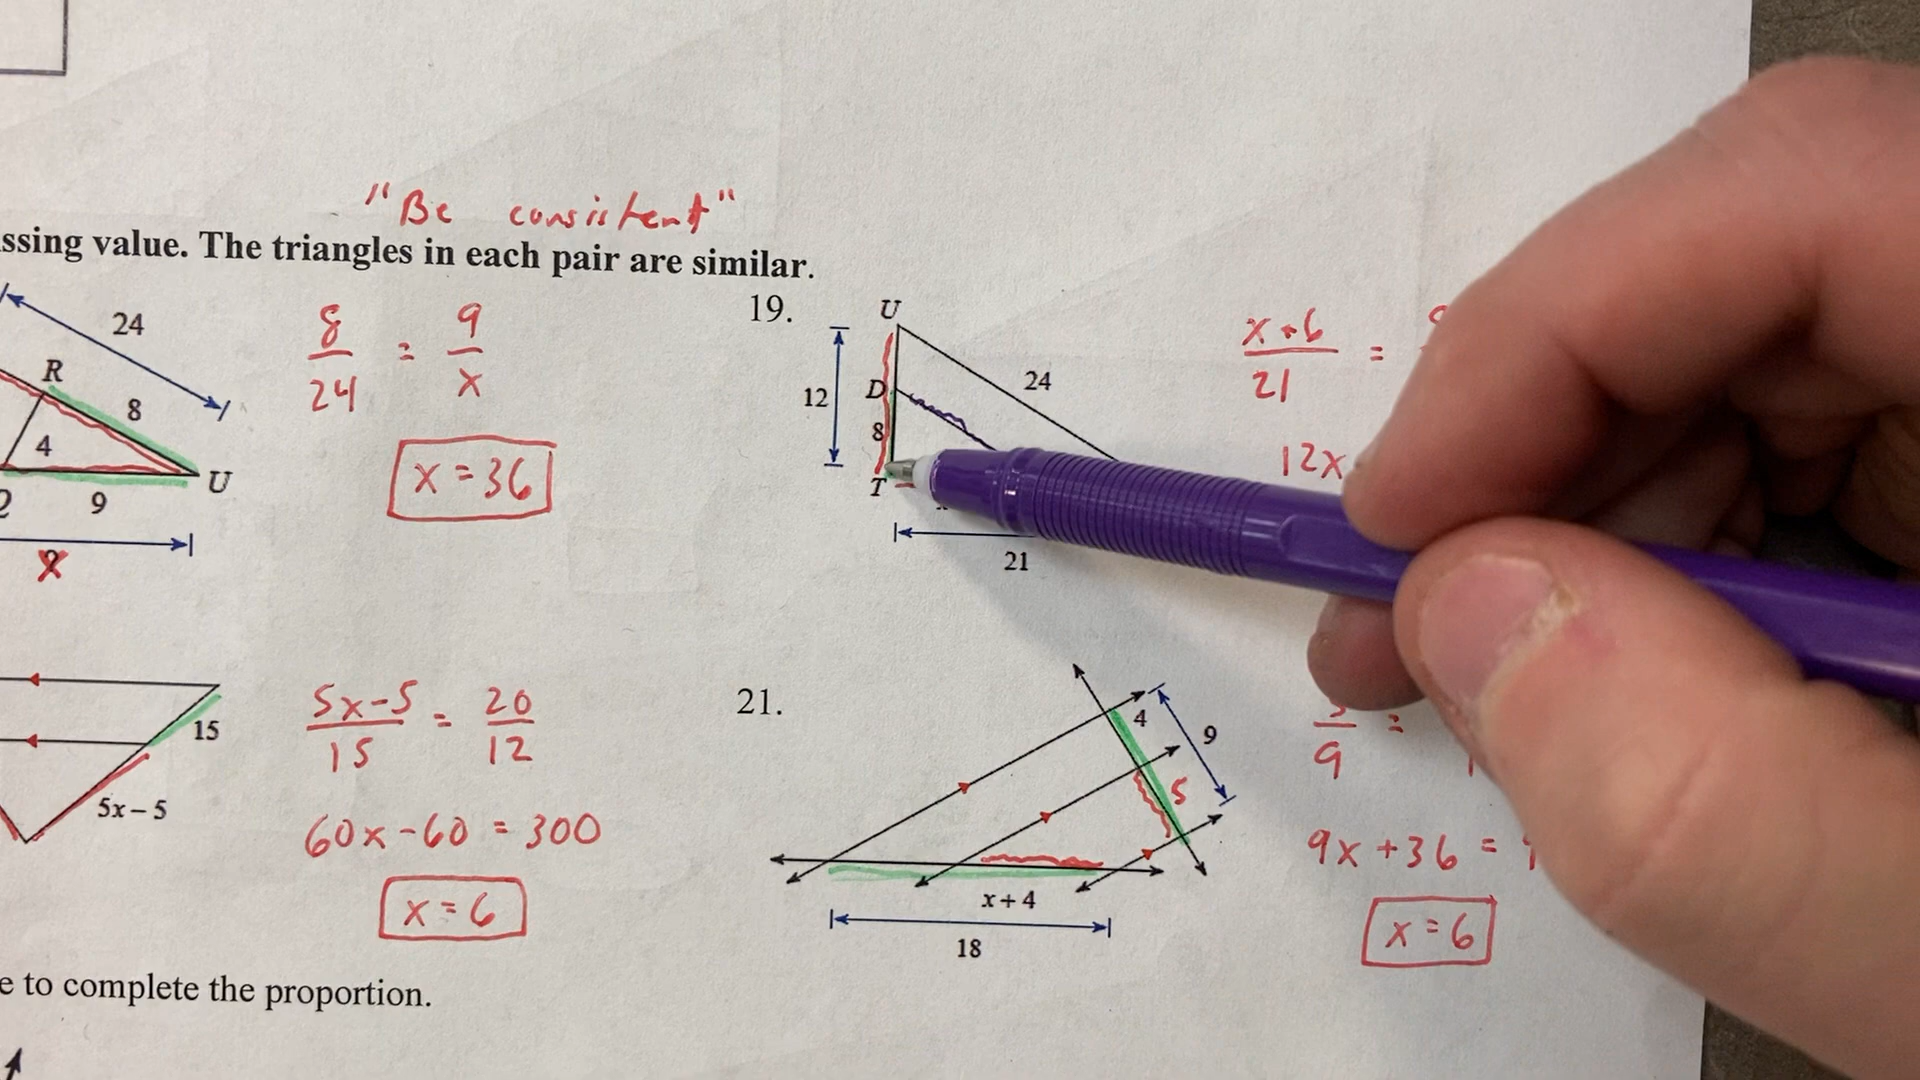 "Be consistent"
ssing value. The triangles in each pair are similar.
24
R
8
4
U
9
x
8/24 = 9/x
x = 36
19.
U
12
D
8
T
24
21
x+6/21 =
12x
15
5x – 5
5x-5/15 = 20/12
60x-60 = 300
x = 6
21.
4
9
5
x + 4
18
/9 =
9x+36 =
x = 6
e to complete the proportion.